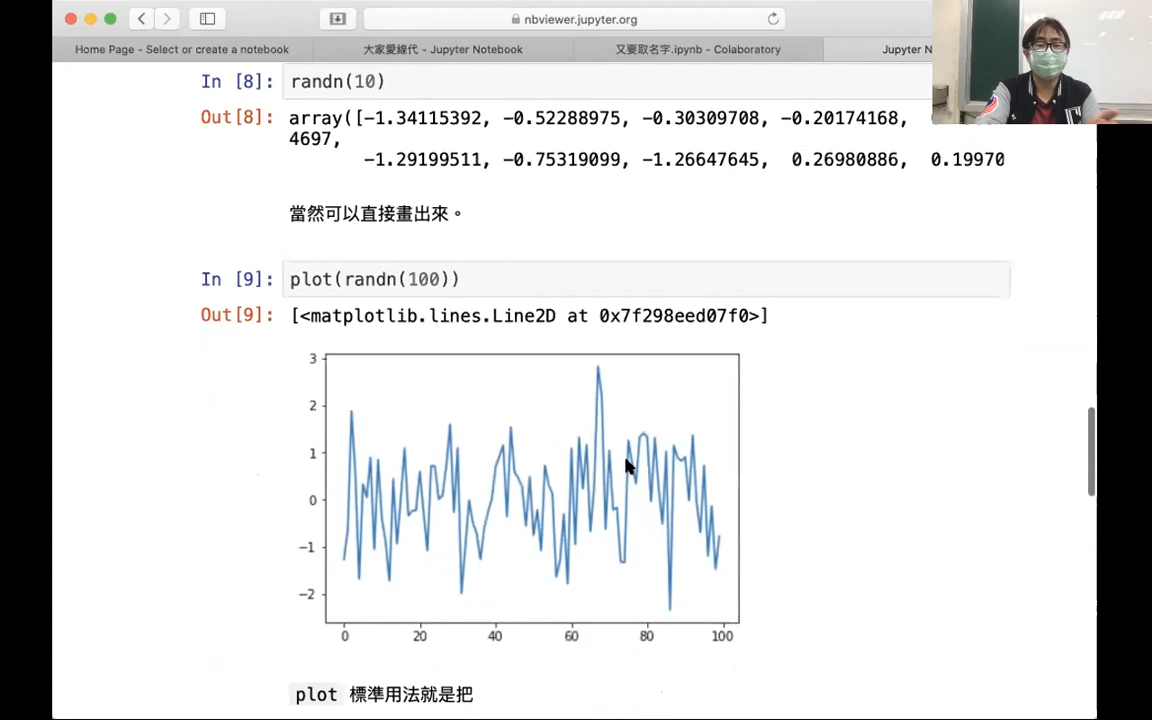 nbviewer.jupyter.org
Home Page - Select or create a notebook
大家愛線代 - Jupyter Notebook
又要取名字.ipynb - Colaboratory
Jupyter N
In [8]: randn(10)
Out[8]: array([-1.34115392, -0.52288975, -0.30309708, -0.20174168,
4697,
-1.29199511, -0.75319099, -1.26647645, 0.26980886, 0.19970
當然可以直接畫出來。
In [9]: plot(randn(100))
Out[9]: [<matplotlib.lines.Line2D at 0x7f298eed07f0>]
3
2
1
0
−1
−2
0 20 40 60 80 100
plot 標準用法就是把